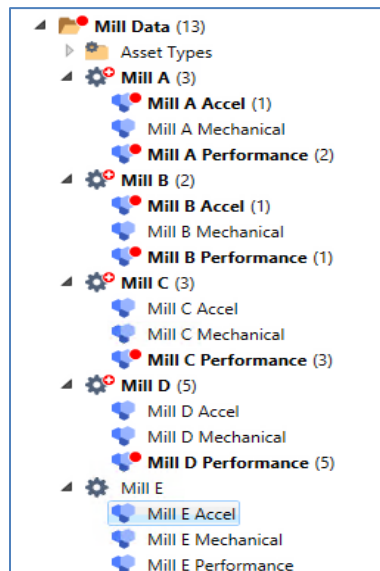 Mill Data (13)
Asset Types
Mill A (3)
Mill A Accel (1)
Mill A Mechanical
Mill A Performance (2)
Mill B (2)
Mill B Accel (1)
Mill B Mechanical
Mill B Performance (1)
Mill C (3)
Mill C Accel
Mill C Mechanical
Mill C Performance (3)
Mill D (5)
Mill D Accel
Mill D Mechanical
Mill D Performance (5)
Mill E
Mill E Accel
Mill E Mechanical
Mill E Performance